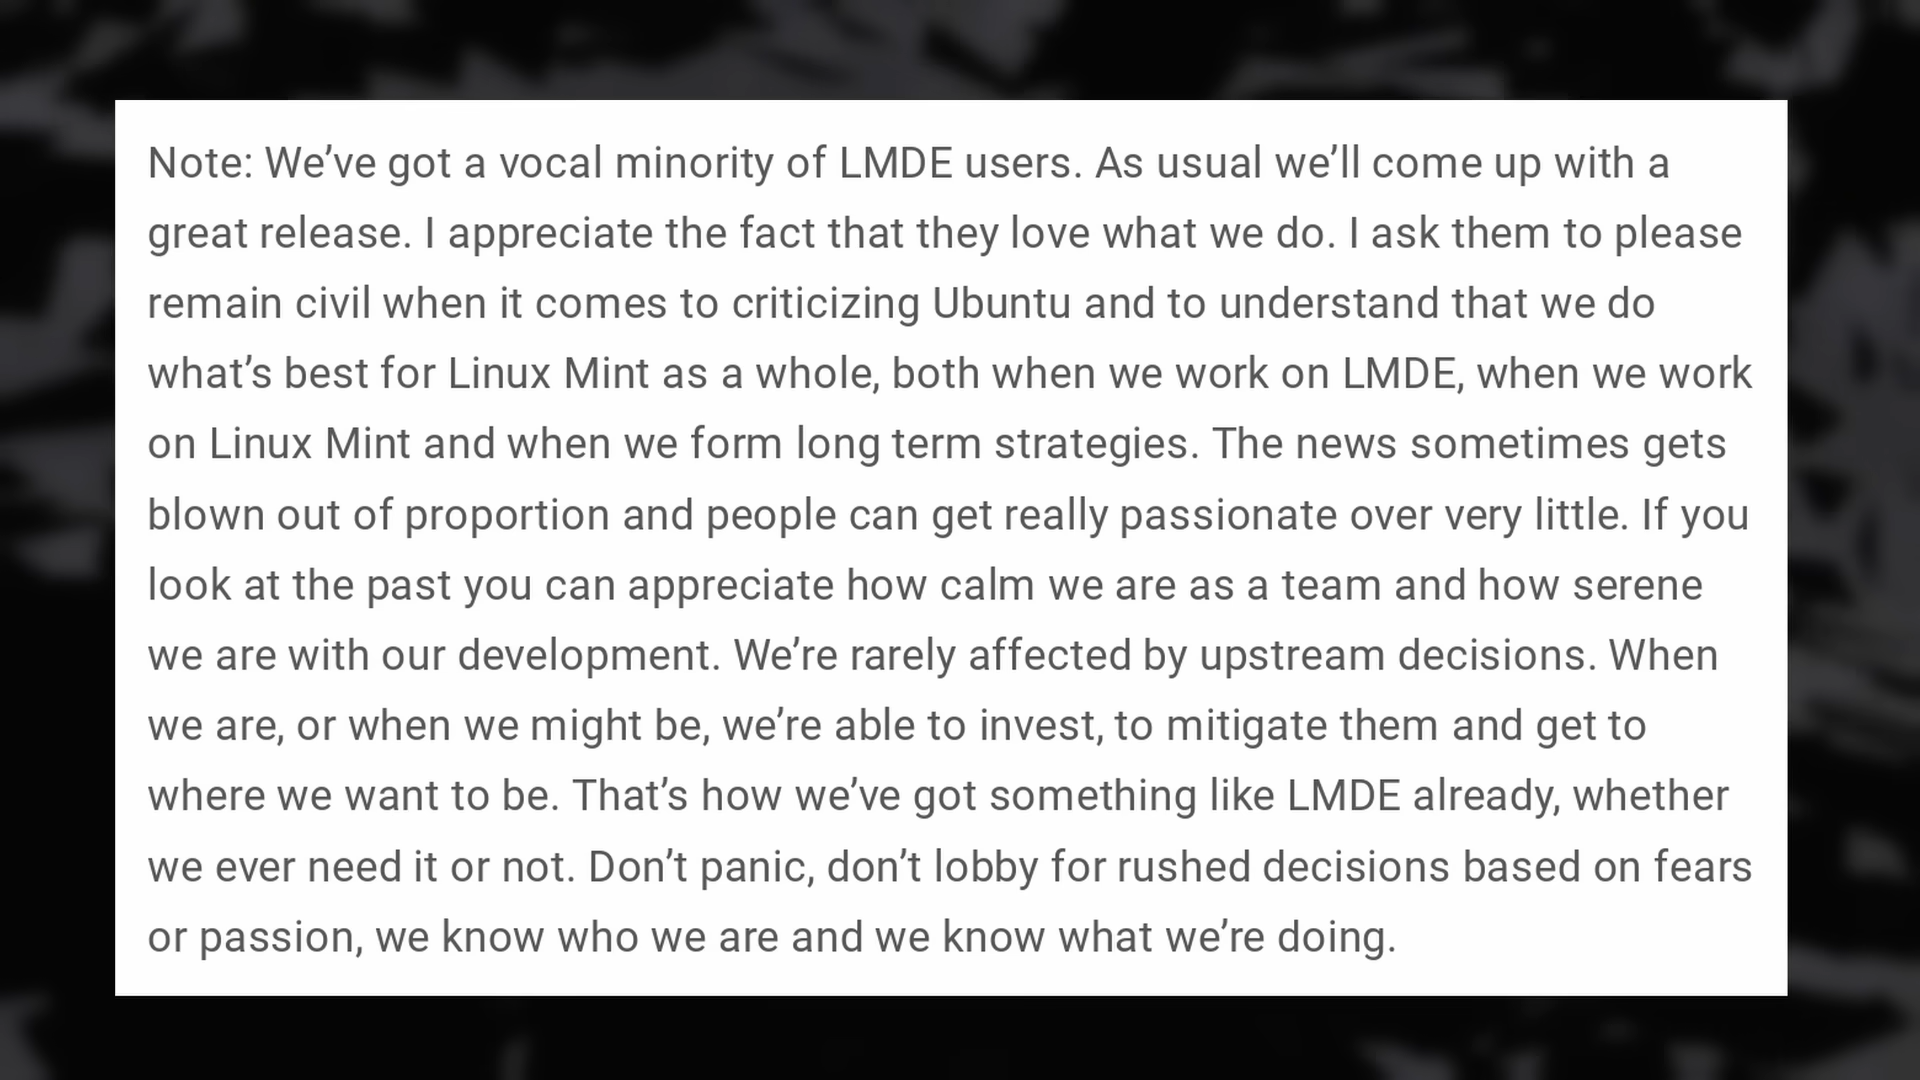 Note: We’ve got a vocal minority of LMDE users. As usual we’ll come up with a
great release. I appreciate the fact that they love what we do. I ask them to please
remain civil when it comes to criticizing Ubuntu and to understand that we do
what’s best for Linux Mint as a whole, both when we work on LMDE, when we work
on Linux Mint and when we form long term strategies. The news sometimes gets
blown out of proportion and people can get really passionate over very little. If you
look at the past you can appreciate how calm we are as a team and how serene
we are with our development. We’re rarely affected by upstream decisions. When
we are, or when we might be, we’re able to invest, to mitigate them and get to
where we want to be. That’s how we’ve got something like LMDE already, whether
we ever need it or not. Don’t panic, don’t lobby for rushed decisions based on fears
or passion, we know who we are and we know what we’re doing.